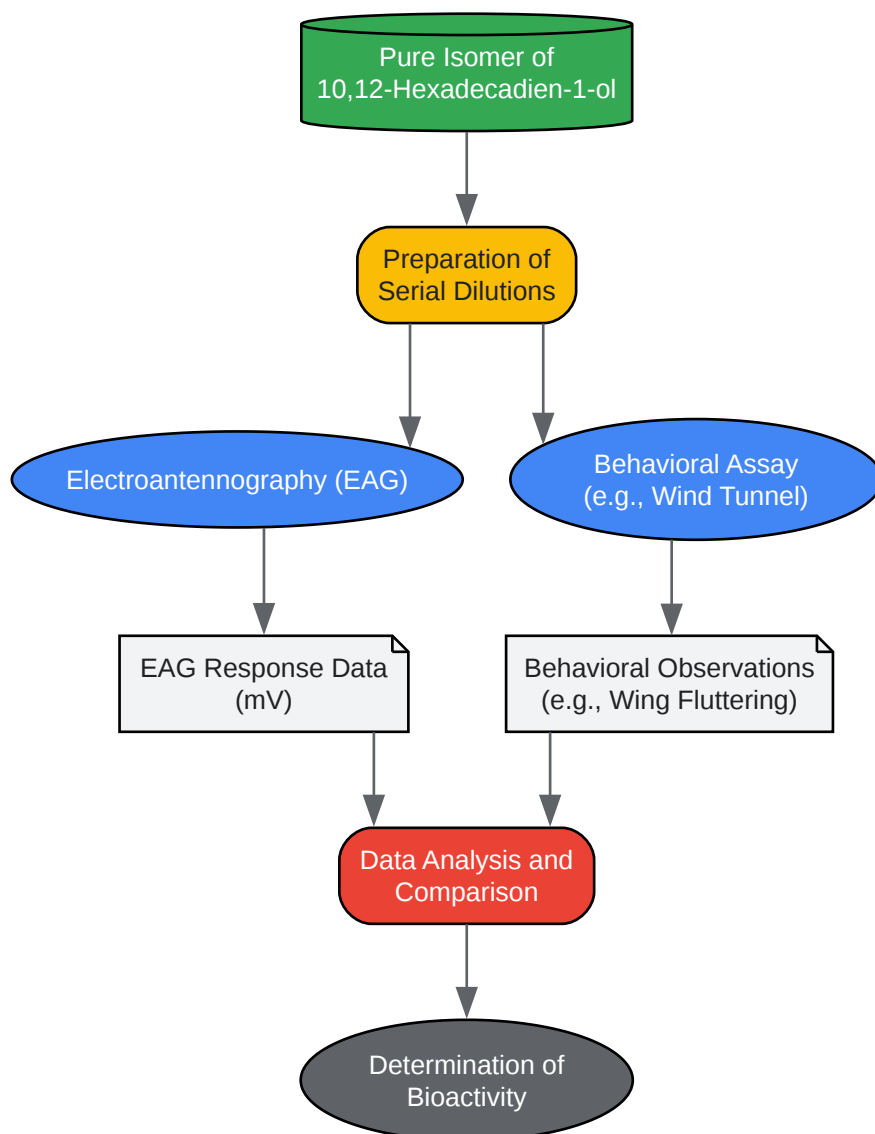 Pure Isomer of
10,12-Hexadecadien-1-ol
Preparation of
Serial Dilutions
Electroantennography (EAG)
Behavioral Assay
(e.g., Wind Tunnel)
EAG Response Data
(mV)
Behavioral Observations
(e.g., Wing Fluttering)
Data Analysis and
Comparison
Determination of
Bioactivity